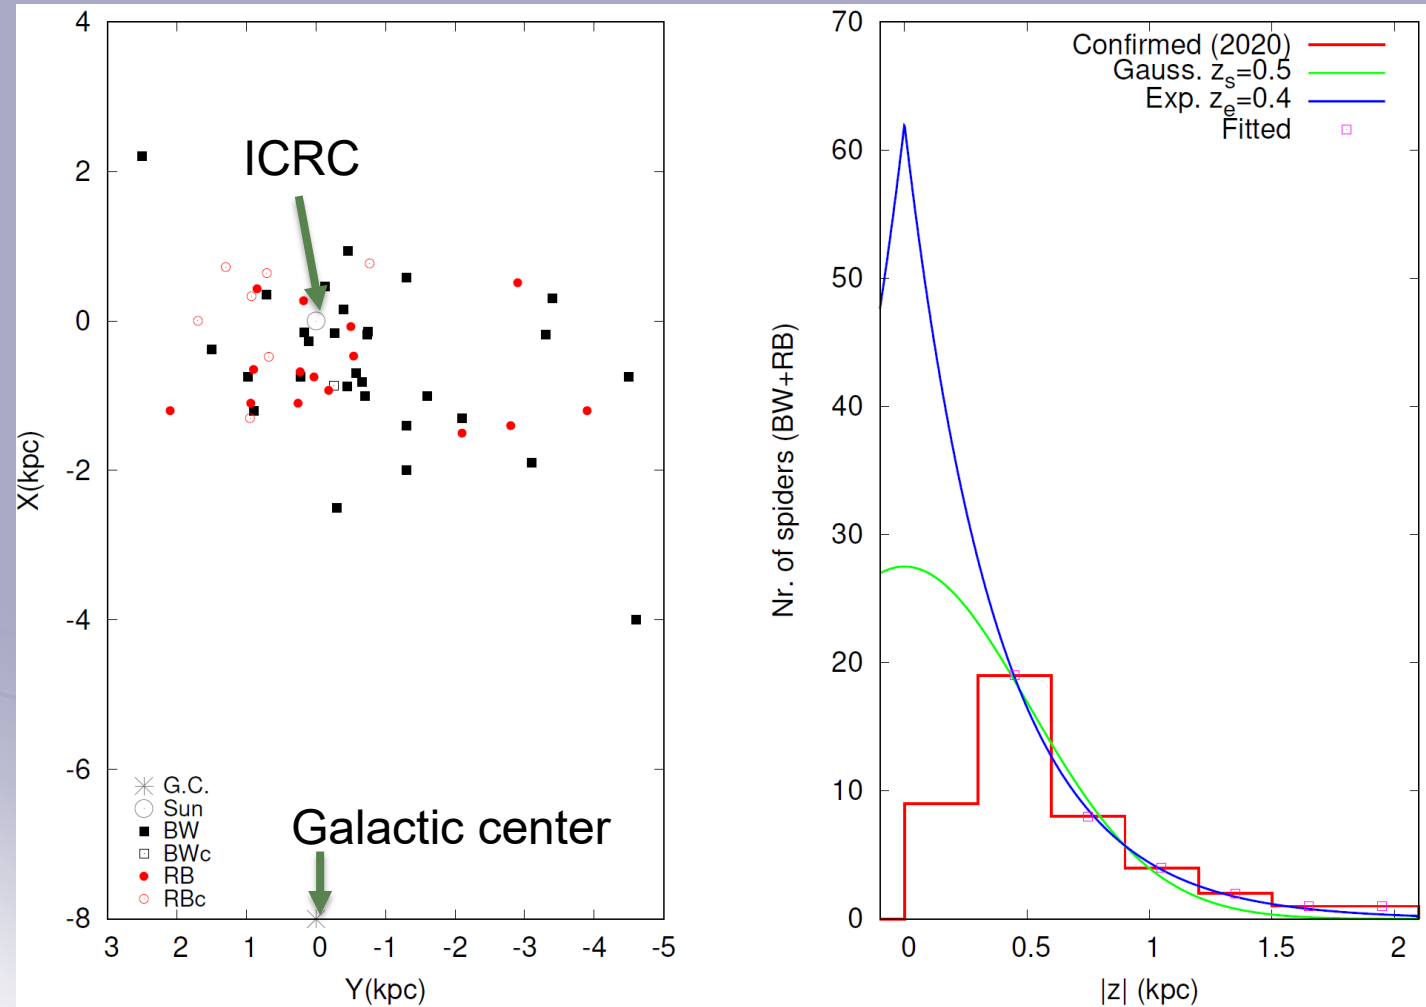 ICRC
Galactic center
G.C.
Sun
BW
BWc
RB
RBc
4
2
0
-2
-4
-6
-8
3 2 1 0 -1 -2 -3 -4 -5
X(kpc)
Y(kpc)
Confirmed (2020)
Gauss. z_s=0.5
Exp. z_e=0.4
Fitted
70
60
50
40
30
20
10
0
0 0.5 1 1.5 2
Nr. of spiders (BW+RB)
|z| (kpc)